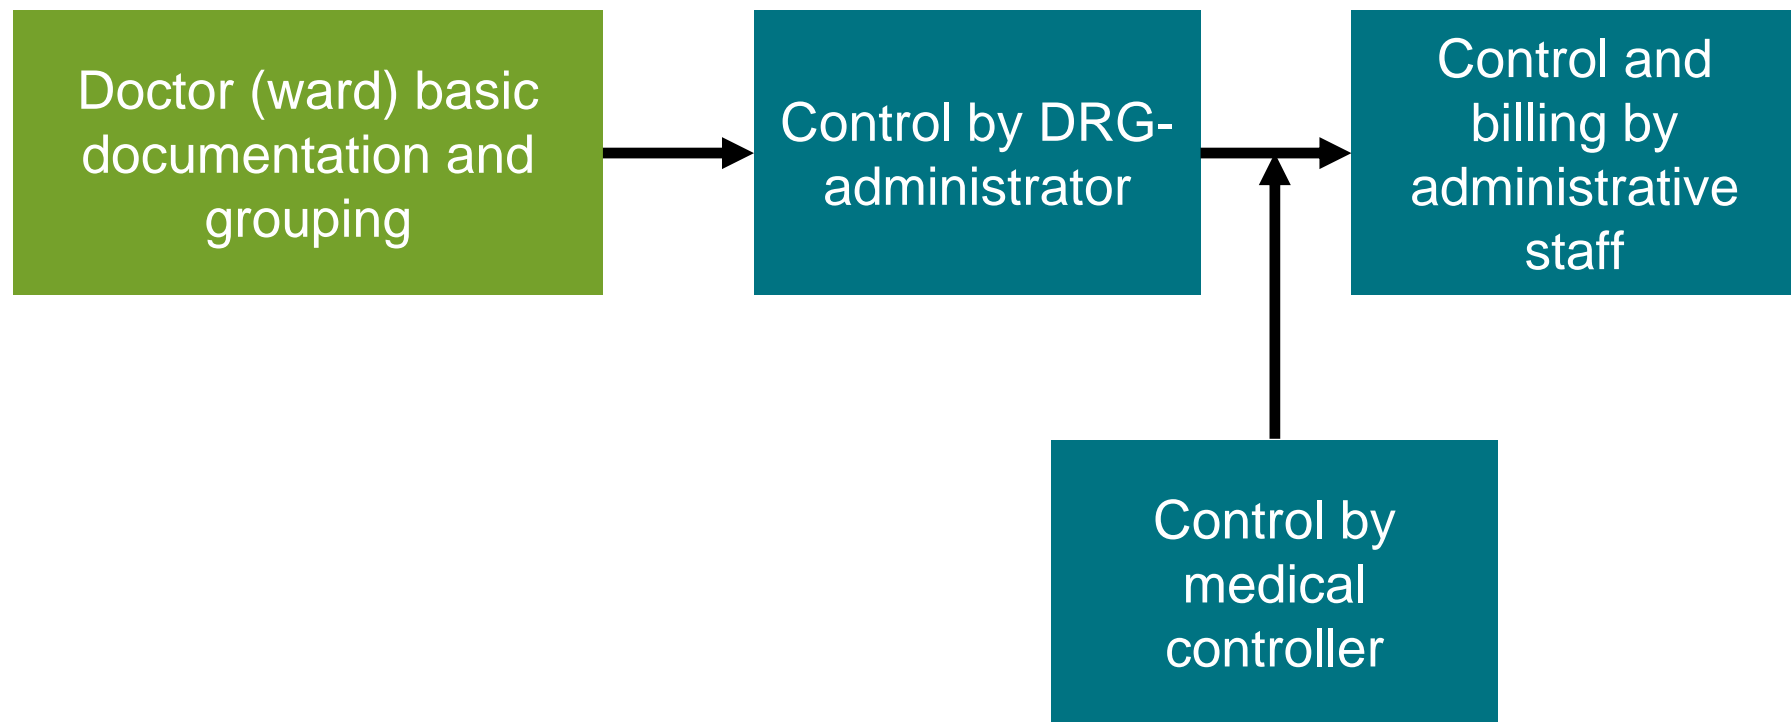 Doctor (ward) basic
documentation and
grouping
Control by DRG-
administrator
Control and
billing by
administrative
staff
Control by
medical
controller